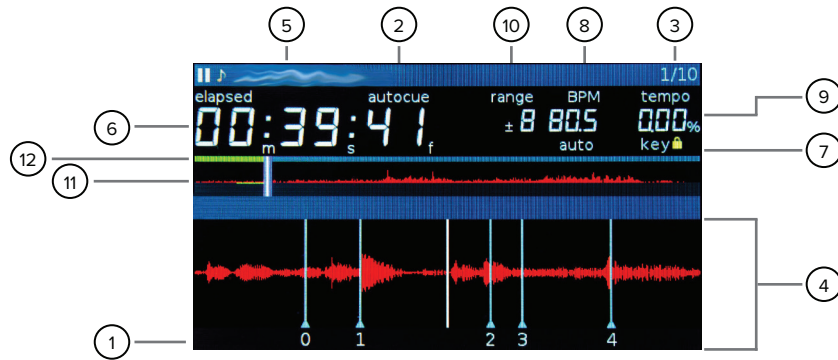 5 2 10 8 3
1/10
elapsed autocue range BPM tempo
9
6 00:39:41 ±8 80.5 0.00%
m s f auto key 7
12
11
4
0 1 2 3 4
1